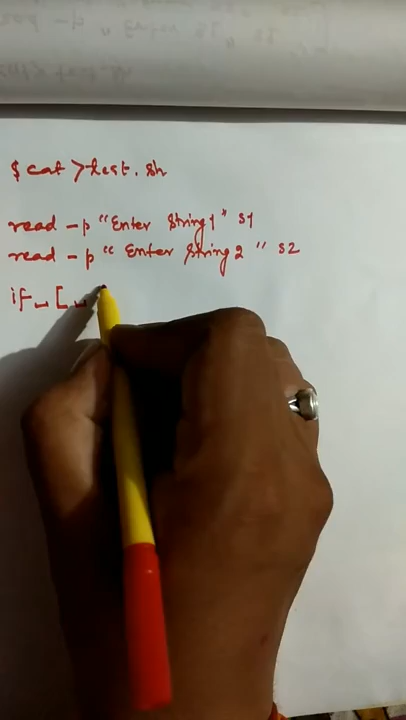 $ cat >test.sh
read -p "Enter String1" s1
read -p "Enter String2" s2
if␣[␣